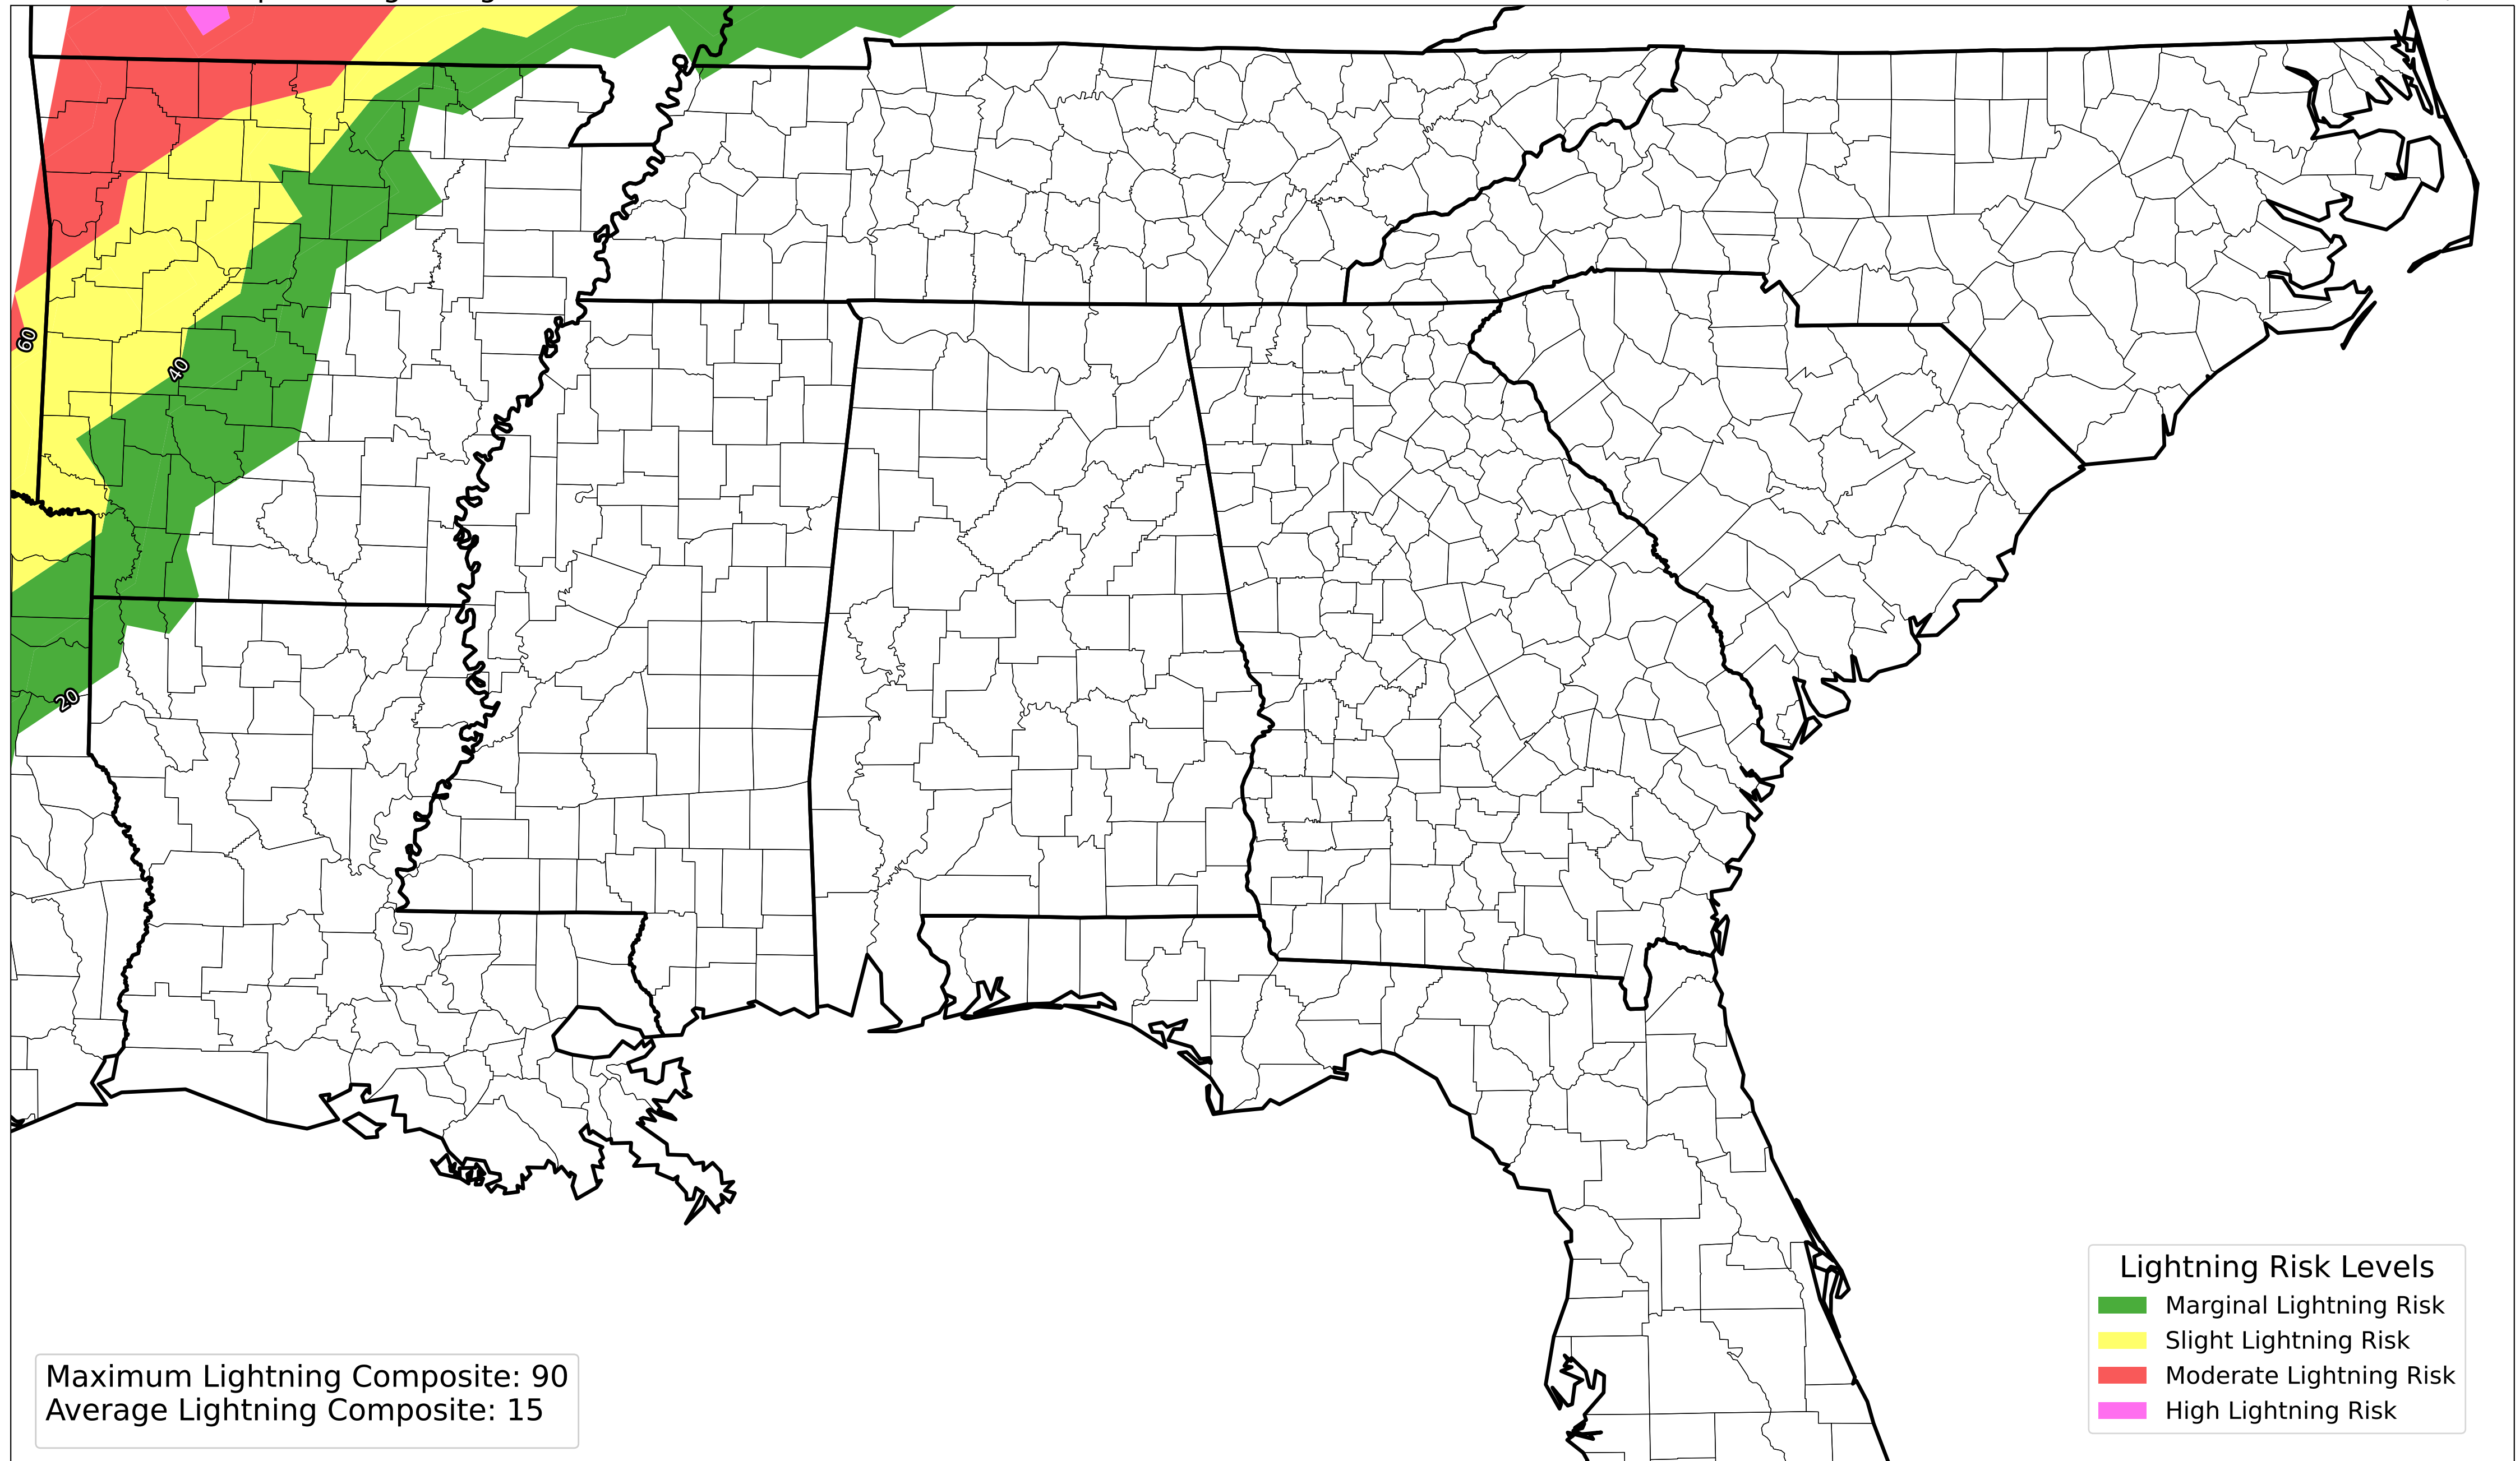 60
40
20
Lightning Risk Levels
Marginal Lightning Risk
Slight Lightning Risk
Moderate Lightning Risk
High Lightning Risk
Maximum Lightning Composite: 90
Average Lightning Composite: 15